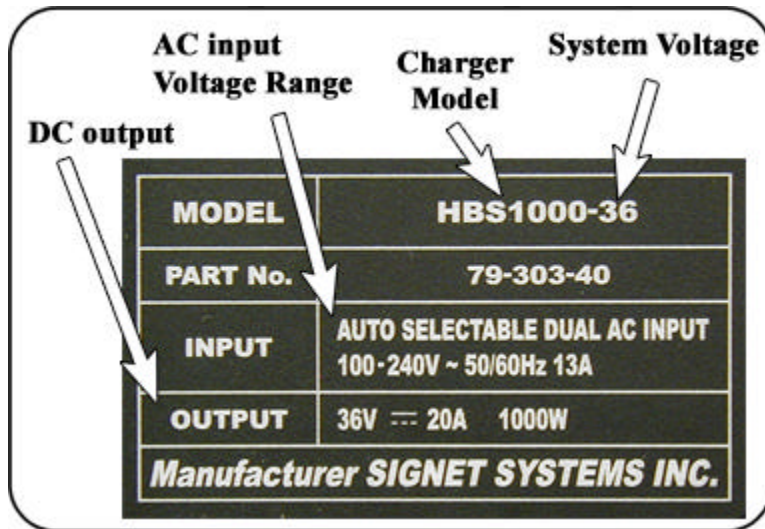 AC input
Voltage Range
Charger
Model
System Voltage
DC output
MODEL HBS1000-36
PART No. 79-303-40
INPUT AUTO SELECTABLE DUAL AC INPUT
100-240V ~ 50/60Hz 13A
OUTPUT 36V ⎓ 20A 1000W
Manufacturer SIGNET SYSTEMS INC.